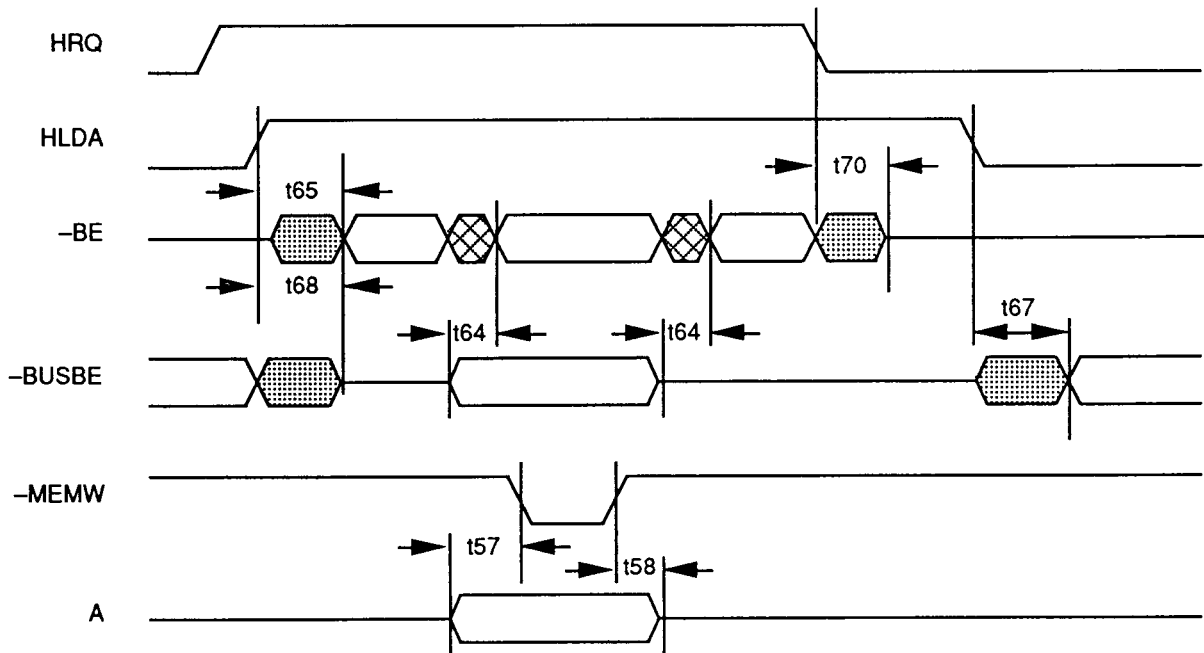 HRQ
HLDA
t65
t70
–BE
t68
t64
t64
t67
–BUSBE
–MEMW
t57
t58
A